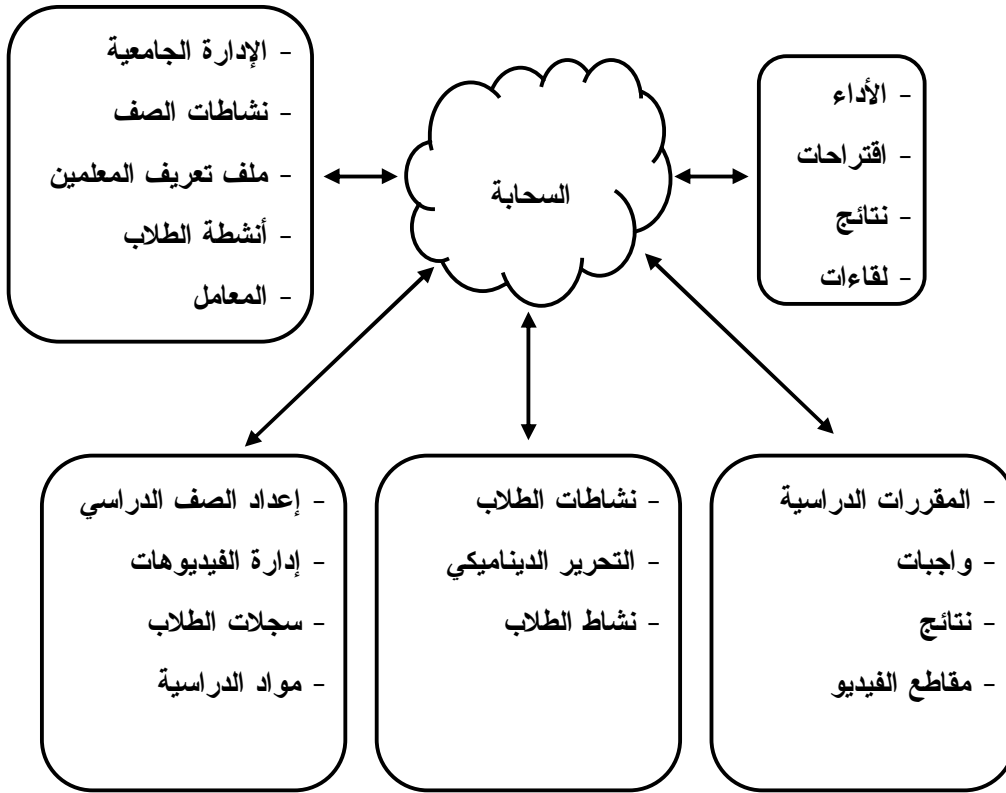 - الأداء
- اقتراحات
- نتائج
- لقاءات
السحابة
- الإدارة الجامعية
- نشاطات الصف
- ملف تعريف المعلمين
- أنشطة الطلاب
- المعامل
- المقررات الدراسية
- واجبات
- نتائج
- مقاطع الفيديو
- نشاطات الطلاب
- التحرير الديناميكي
- نشاط الطلاب
- إعداد الصف الدراسي
- إدارة الفيديوهات
- سجلات الطلاب
- مواد الدراسية